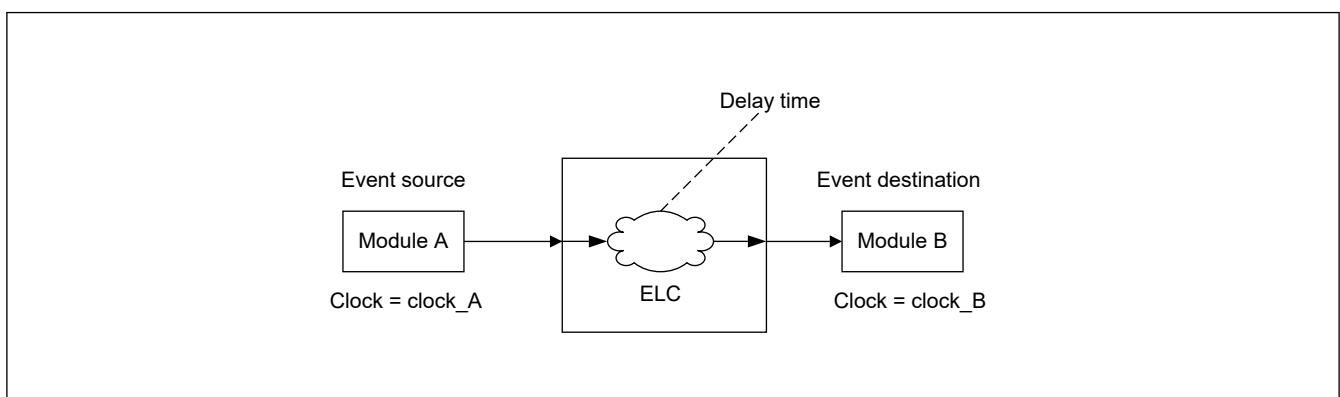 Delay time
Event source
Event destination
Module A
Module B
ELC
Clock = clock_A
Clock = clock_B